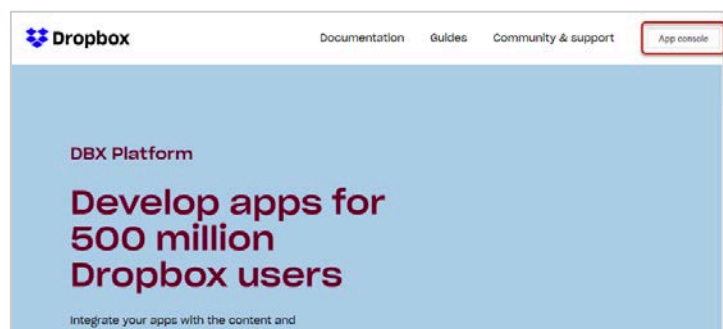 Dropbox Documentation Guides Community & support App console
DBX Platform
Develop apps for
500 million
Dropbox users
Integrate your apps with the content and